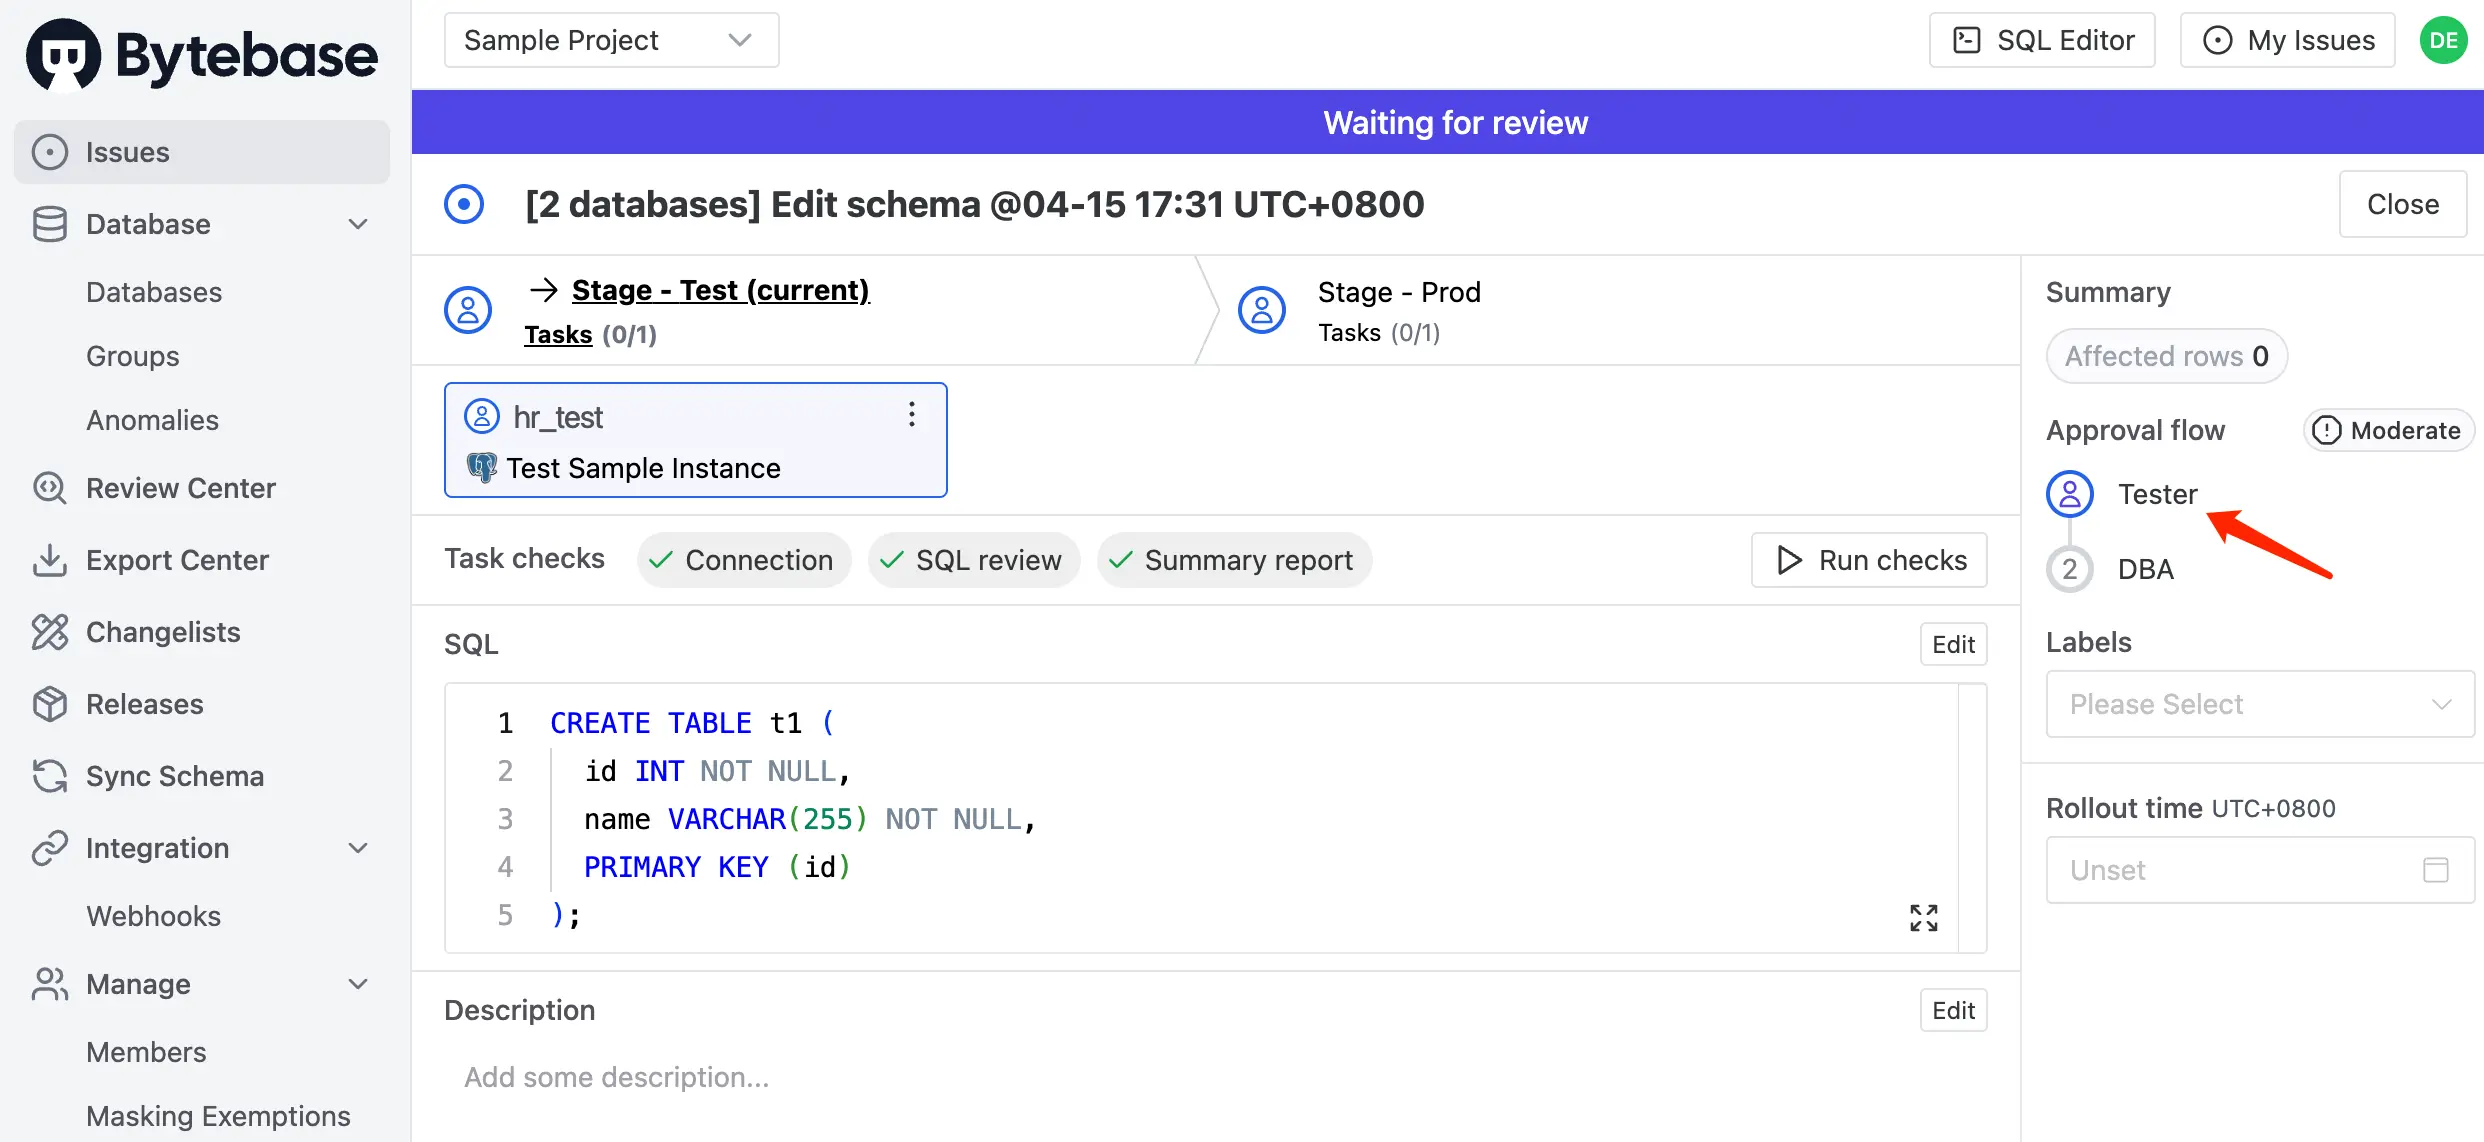 Bytebase
Sample Project
SQL Editor
My Issues
DE
Issues
Database
Databases
Groups
Anomalies
Review Center
Export Center
Changelists
Releases
Sync Schema
Integration
Webhooks
Manage
Members
Masking Exemptions
Waiting for review
[2 databases] Edit schema @04-15 17:31 UTC+0800
Close
Stage - Test (current)
Tasks (0/1)
Stage - Prod
Tasks (0/1)
hr_test
Test Sample Instance
Task checks
Connection
SQL review
Summary report
Run checks
SQL
Edit
1 CREATE TABLE t1 (
2 id INT NOT NULL,
3 name VARCHAR(255) NOT NULL,
4 PRIMARY KEY (id)
5 );
Description
Edit
Add some description...
Summary
Affected rows 0
Approval flow
Moderate
Tester
2 DBA
Labels
Please Select
Rollout time UTC+0800
Unset